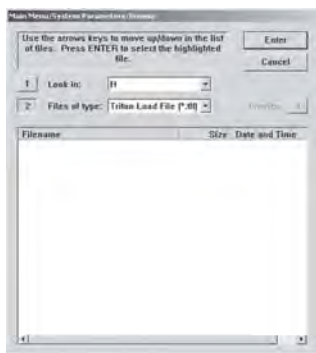 Main Menu/System Parameters/Terminal
Use the arrows keys to move up/down in the list
of files. Press ENTER to select the highlighted
file.
Enter
Cancel
1 Look in: H
2 Files of type: Triton Load File (*.tll)
Filename Size Date and Time